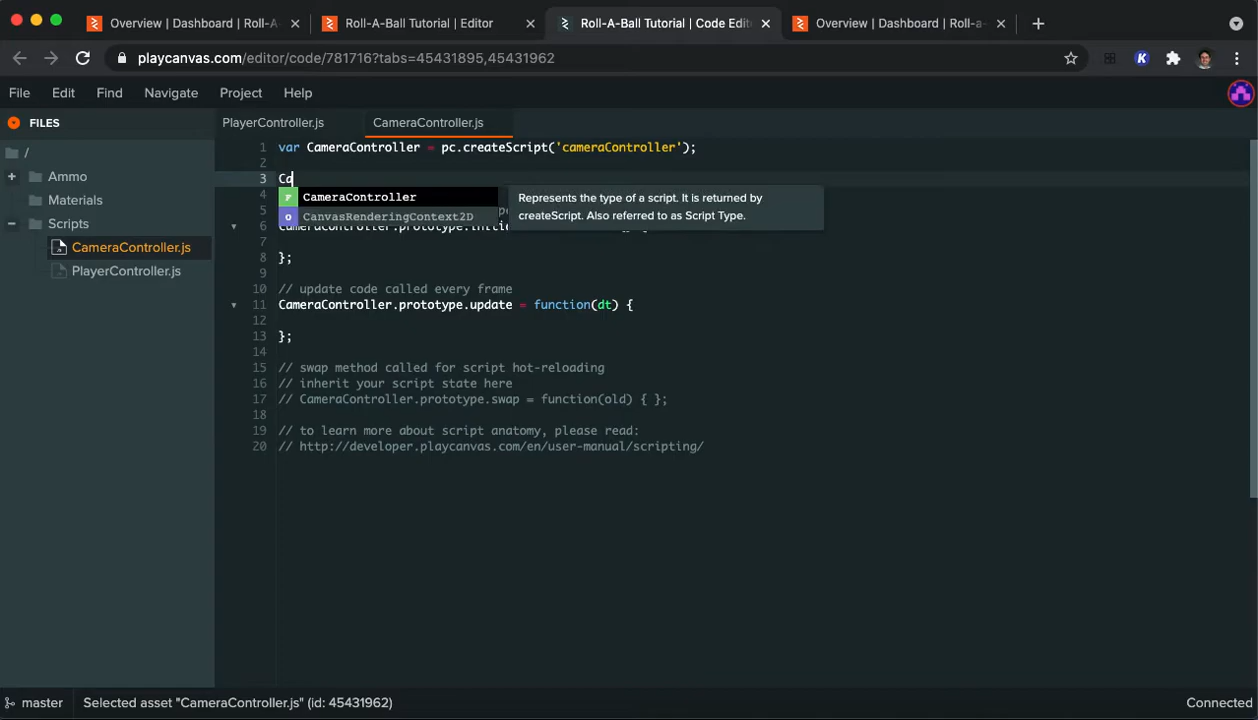 Overview | Dashboard | Roll-A-
Roll-A-Ball Tutorial | Editor
Roll-A-Ball Tutorial | Code Edit
Overview | Dashboard | Roll-a-
playcanvas.com/editor/code/781716?tabs=45431895,45431962
K
File Edit Find Navigate Project Help
FILES
/
Ammo
Materials
Scripts
CameraController.js
PlayerController.js
PlayerController.js CameraController.js
1 var CameraController = pc.createScript('cameraController');
2
3 Ca
CameraController
CanvasRenderingContext2D
Represents the type of a script. It is returned by
createScript. Also referred to as Script Type.
4
5
6 CameraController.prototype.
7
8 };
9
10 // update code called every frame
11 CameraController.prototype.update = function(dt) {
12
13 };
14
15 // swap method called for script hot-reloading
16 // inherit your script state here
17 // CameraController.prototype.swap = function(old) { };
18
19 // to learn more about script anatomy, please read:
20 // http://developer.playcanvas.com/en/user-manual/scripting/
master Selected asset "CameraController.js" (id: 45431962) Connected